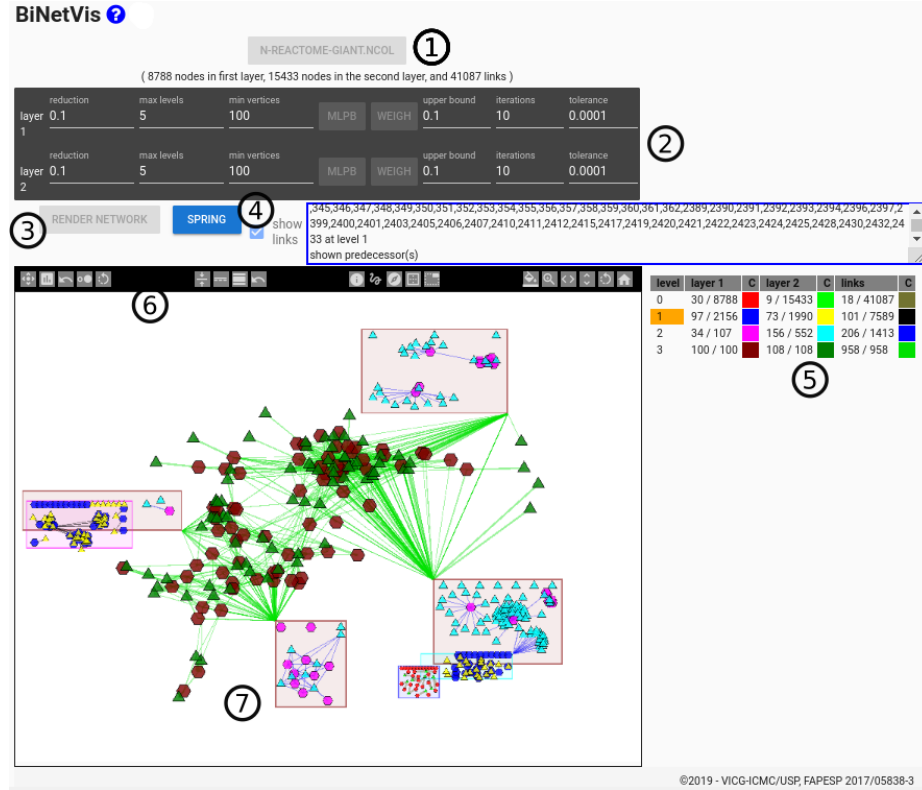 BiNetVis ?
N-REACTOME-GIANT.NCOL 1
( 8788 nodes in first layer, 15433 nodes in the second layer, and 41087 links )
reduction max levels min vertices upper bound iterations tolerance
layer 1 0.1 5 100 MLPB WEIGH 0.1 10 0.0001
2
reduction max levels min vertices upper bound iterations tolerance
layer 2 0.1 5 100 MLPB WEIGH 0.1 10 0.0001
3 RENDER NETWORK SPRING 4 show links
,345,346,347,348,349,350,351,352,353,354,355,356,357,358,359,360,361,362,2389,2390,2391,2392,2393,2394,2396,2397,2
399,2400,2401,2403,2405,2406,2407,2410,2411,2412,2415,2417,2419,2420,2421,2422,2423,2425,2428,2430,2432,24
33 at level 1
shown predecessor(s)
6
level layer 1 C layer 2 C links C
0 30 / 8788 9 / 15433 18 / 41087
1 97 / 2156 73 / 1990 101 / 7589
2 34 / 107 156 / 552 206 / 1413
3 100 / 100 108 / 108 958 / 958
5
7
©2019 - VICG-ICMC/USP, FAPESP 2017/05838-3